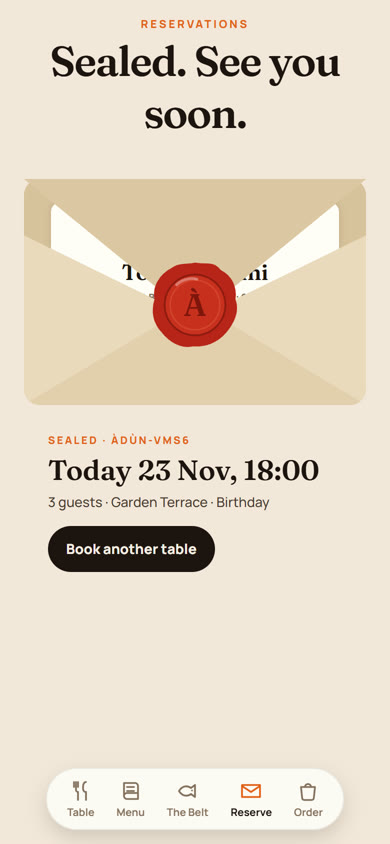 RESERVATIONS
Sealed. See you
soon.
À
SEALED · ÀDÙN-VMS6
Today 23 Nov, 18:00
3 guests · Garden Terrace · Birthday
Book another table
Table
Menu
The Belt
Reserve
Order